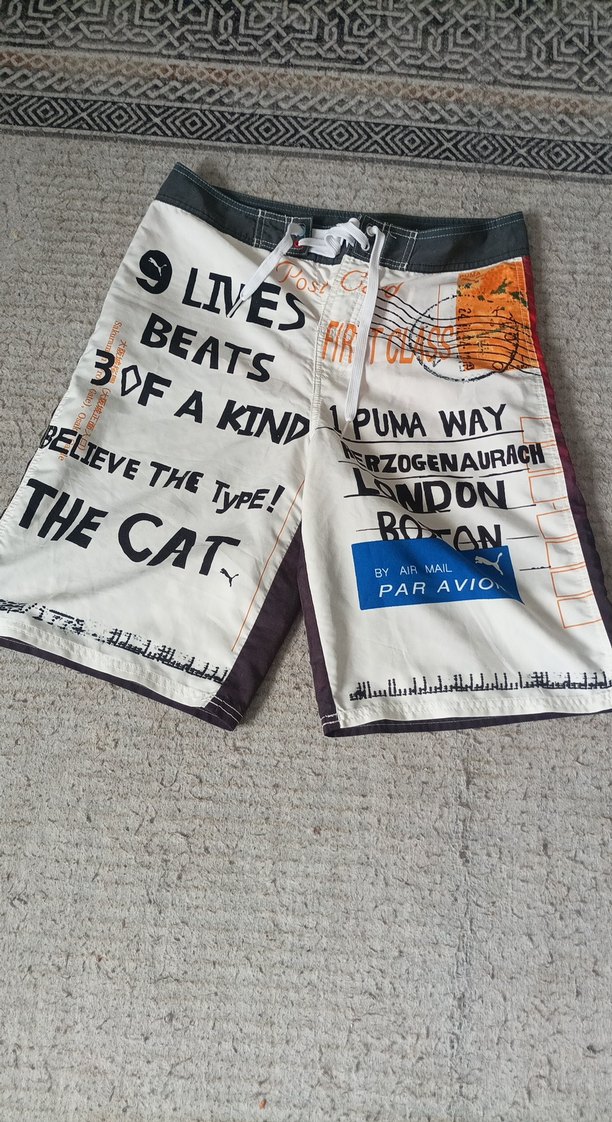 9 LIVES
BEATS
3 OF A KIND
BELIEVE THE TYPE!
THE CAT
Post Card
FIRST CLASS
1 PUMA WAY
HERZOGENAURACH
LONDON
BOSTON
BY AIR MAIL
PAR AVION